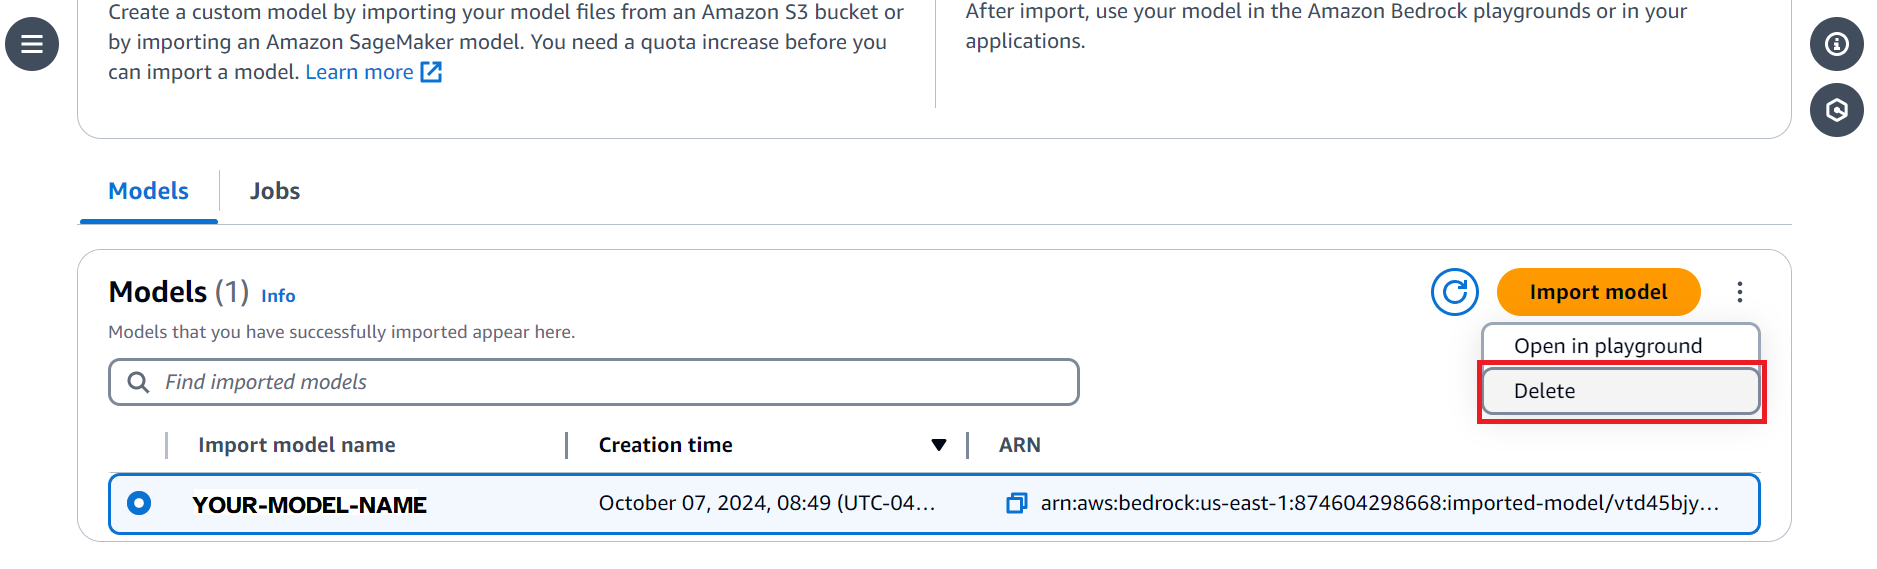 Create a custom model by importing your model files from an Amazon S3 bucket or
by importing an Amazon SageMaker model. You need a quota increase before you
can import a model. Learn more
After import, use your model in the Amazon Bedrock playgrounds or in your
applications.
Models
Jobs
Models (1) Info
Models that you have successfully imported appear here.
Import model
Open in playground
Delete
Find imported models
Import model name
Creation time
ARN
YOUR-MODEL-NAME
October 07, 2024, 08:49 (UTC-04…
arn:aws:bedrock:us-east-1:874604298668:imported-model/vtd45bjy…